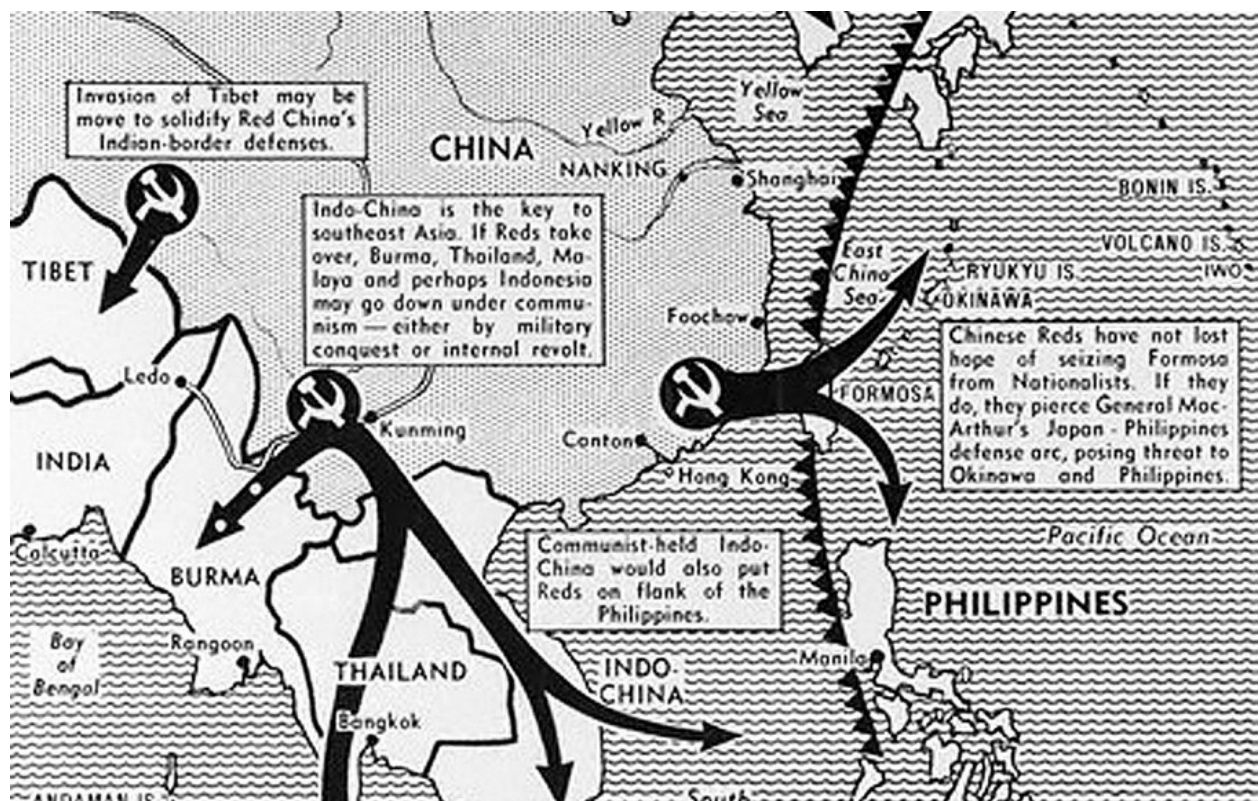 Invasion of Tibet may be
move to solidify Red China's
Indian-border defenses.
CHINA
Yellow R
Yellow
Sea
NANKING
Shanghai
BONIN IS.
VOLCANO IS.
IWO
TIBET
Indo-China is the key to
southeast Asia. If Reds take
over, Burma, Thailand, Ma-
laya and perhaps Indonesia
may go down under commu-
nism — either by military
conquest or internal revolt.
East
China
Sea
RYUKYU IS.
OKINAWA
Foochow
Ledo
FORMOSA
Chinese Reds have not lost
hope of seizing Formosa
from Nationalists. If they
do, they pierce General Mac-
Arthur's Japan - Philippines
defense arc, posing threat to
Okinawa and Philippines.
Kunming
Canton
Hong Kong
INDIA
Calcutta
Pacific Ocean
Communist-held Indo-
China would also put
Reds on flank of the
Philippines.
BURMA
PHILIPPINES
Bay
of
Bengal
Rangoon
THAILAND
INDO-
CHINA
Manila
Bangkok
ANDAMAN IS.
South